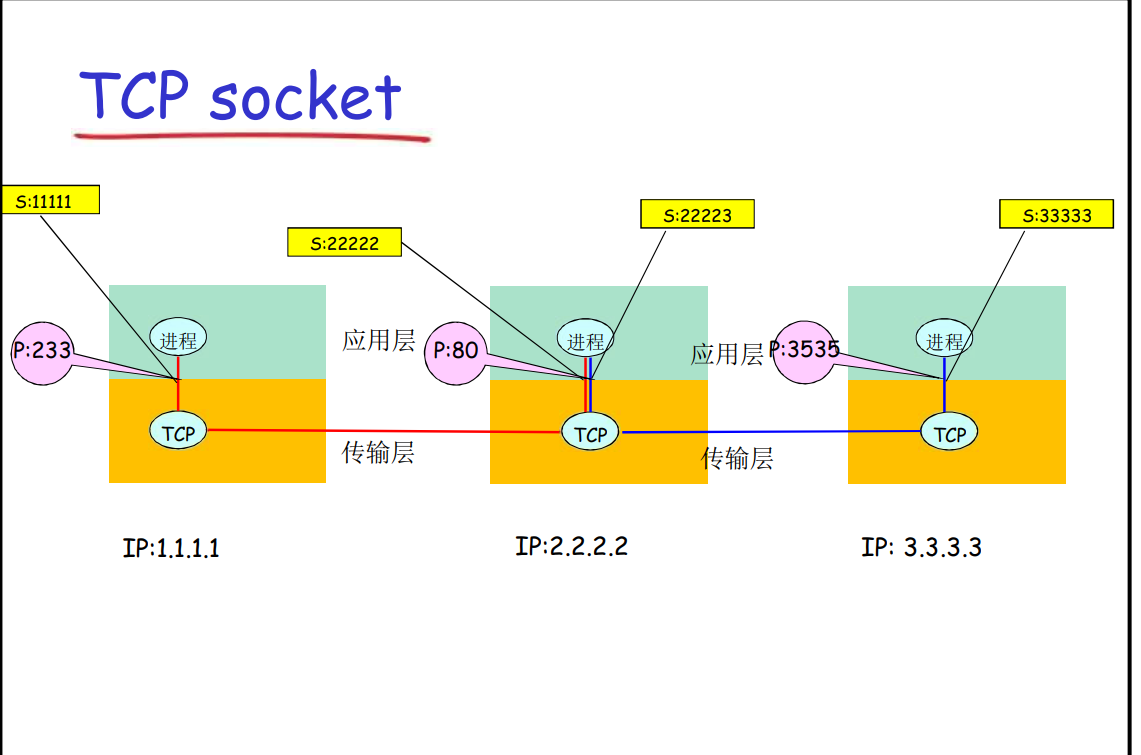 TCP socket
S:11111
S:22222
S:22223
S:33333
进程
P:233
应用层
P:80
进程
应用层
P:3535
进程
TCP
传输层
TCP
传输层
TCP
IP:1.1.1.1
IP:2.2.2.2
IP: 3.3.3.3